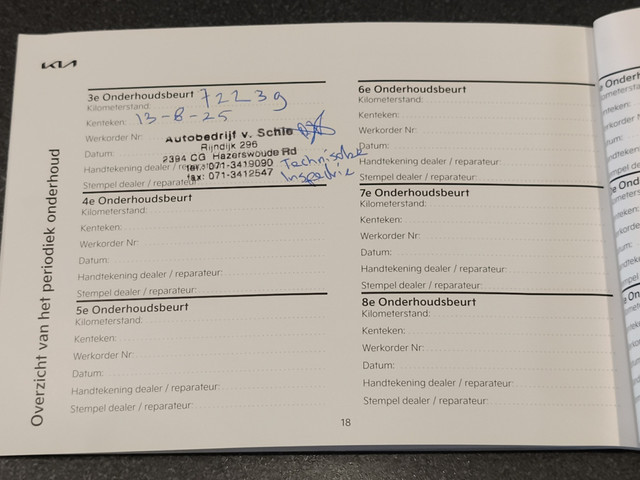 KIA
Overzicht van het periodiek onderhoud
3e Onderhoudsbeurt 72239
Kilometerstand:
Kenteken: 13-8-25
Werkorder Nr:
Autobedrijf v. Schie
Rijndijk 296
Datum:
2394 CG Hazerswoude Rd
Handtekening dealer / reparateur:
tel.: 071-3419090
Technische
Stempel dealer / reparateur:
fax: 071-3412547
Inspectie
4e Onderhoudsbeurt
Kilometerstand:
Kenteken:
Werkorder Nr:
Datum:
Handtekening dealer / reparateur:
Stempel dealer / reparateur:
5e Onderhoudsbeurt
Kilometerstand:
Kenteken:
Werkorder Nr:
Datum:
Handtekening dealer / reparateur:
Stempel dealer / reparateur:
6e Onderhoudsbeurt
Kilometerstand:
Kenteken:
Werkorder Nr:
Datum:
Handtekening dealer / reparateur:
Stempel dealer / reparateur:
7e Onderhoudsbeurt
Kilometerstand:
Kenteken:
Werkorder Nr:
Datum:
Handtekening dealer / reparateur:
Stempel dealer / reparateur:
8e Onderhoudsbeurt
Kilometerstand:
Kenteken:
Werkorder Nr:
Datum:
Handtekening dealer / reparateur:
Stempel dealer / reparateur:
18